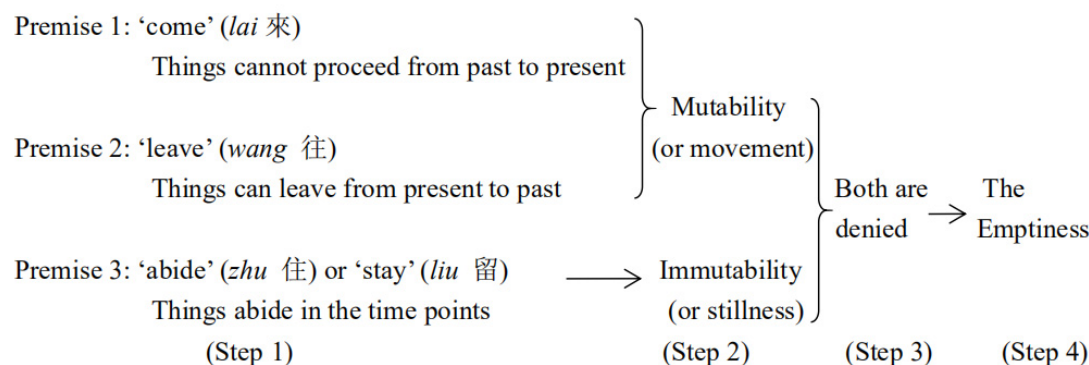 Premise 1: ‘come’ (lai 來)
Things cannot proceed from past to present
Mutability
(or movement)
Premise 2: ‘leave’ (wang 往)
Things can leave from present to past
Both are
denied
The
Emptiness
Premise 3: ‘abide’ (zhu 住) or ‘stay’ (liu 留)
Immutability
Things abide in the time points
(or stillness)
(Step 1)
(Step 2)
(Step 3)
(Step 4)